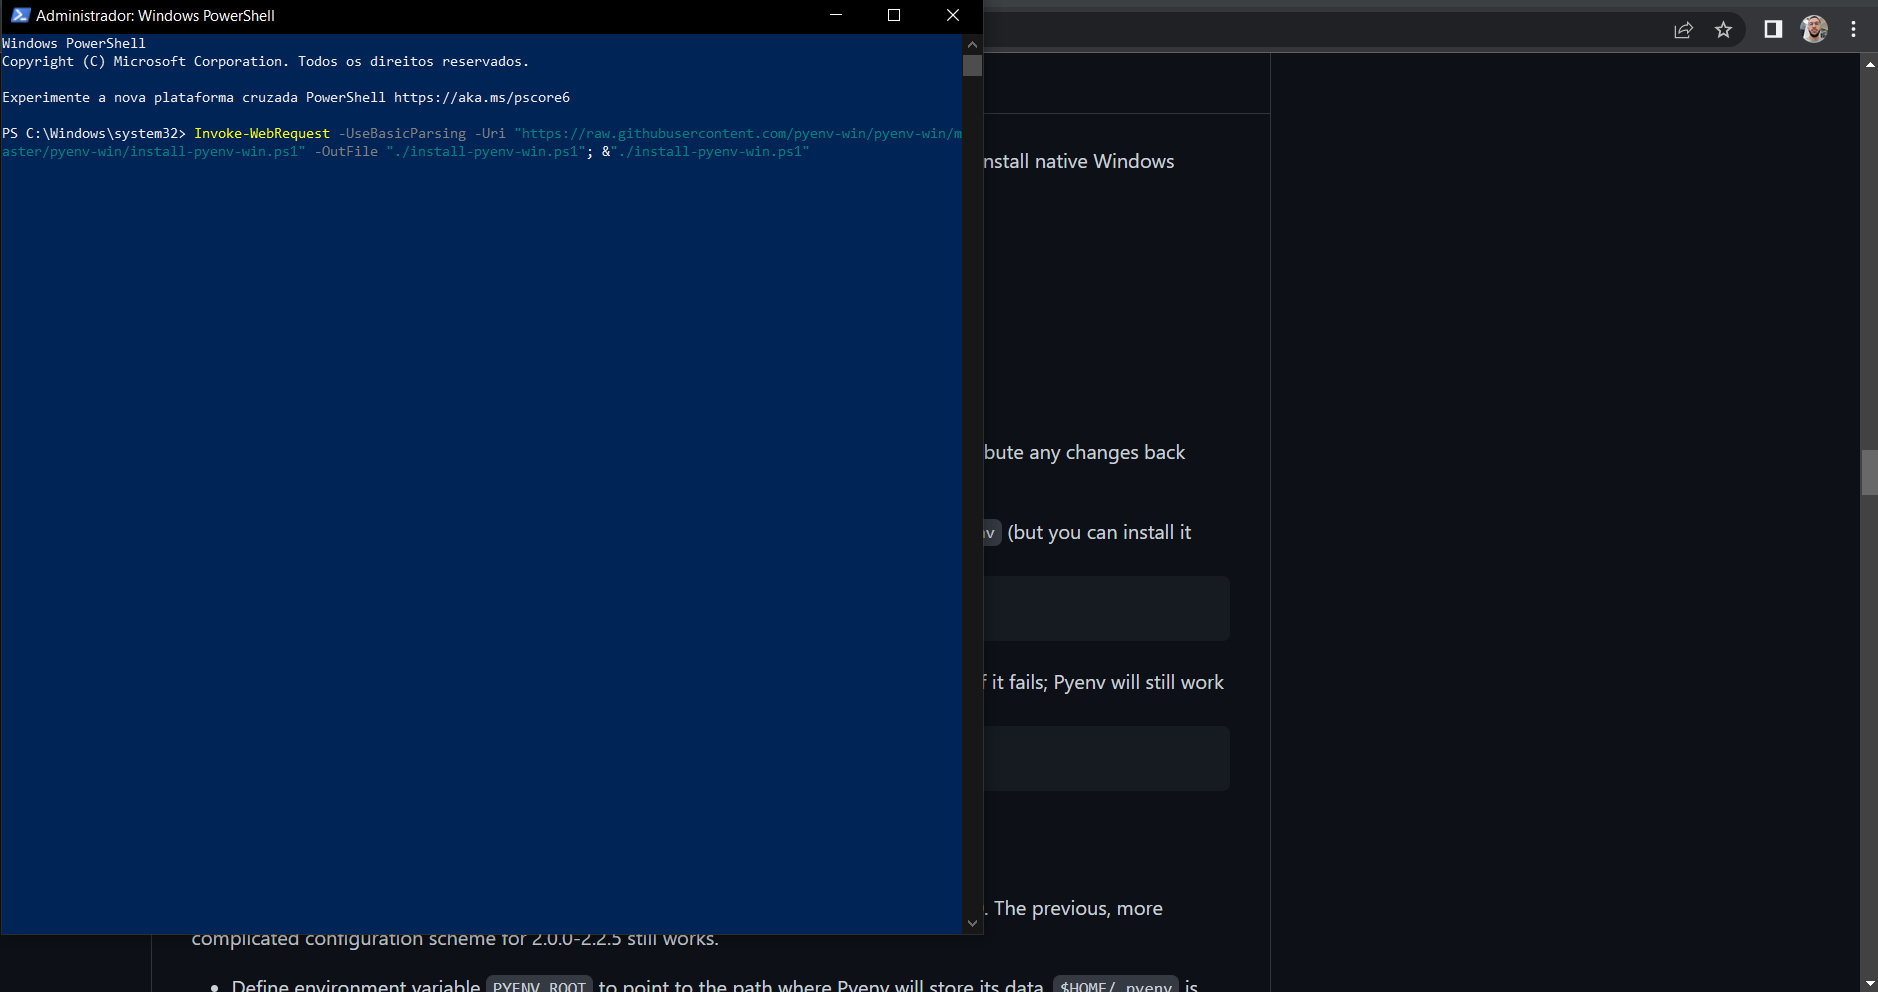 Administrador: Windows PowerShell
Windows PowerShell
Copyright (C) Microsoft Corporation. Todos os direitos reservados.
Experimente a nova plataforma cruzada PowerShell https://aka.ms/pscore6
PS C:\Windows\system32> Invoke-WebRequest -UseBasicParsing -Uri "https://raw.githubusercontent.com/pyenv-win/pyenv-win/m
aster/pyenv-win/install-pyenv-win.ps1" -OutFile "./install-pyenv-win.ps1"; &"./install-pyenv-win.ps1"
nstall native Windows
bute any changes back
v (but you can install it
f it fails; Pyenv will still work
. The previous, more
complicated configuration scheme for 2.0.0-2.2.5 still works.
• Define environment variable PYENV_ROOT to point to the path where Pyenv will store its data. $HOME/.pyenv is